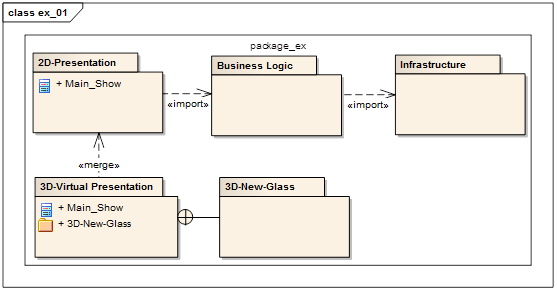 class ex_01
package_ex
2D-Presentation
+ Main_Show
«import»
Business Logic
«import»
Infrastructure
«merge»
3D-Virtual Presentation
+ Main_Show
+ 3D-New-Glass
3D-New-Glass